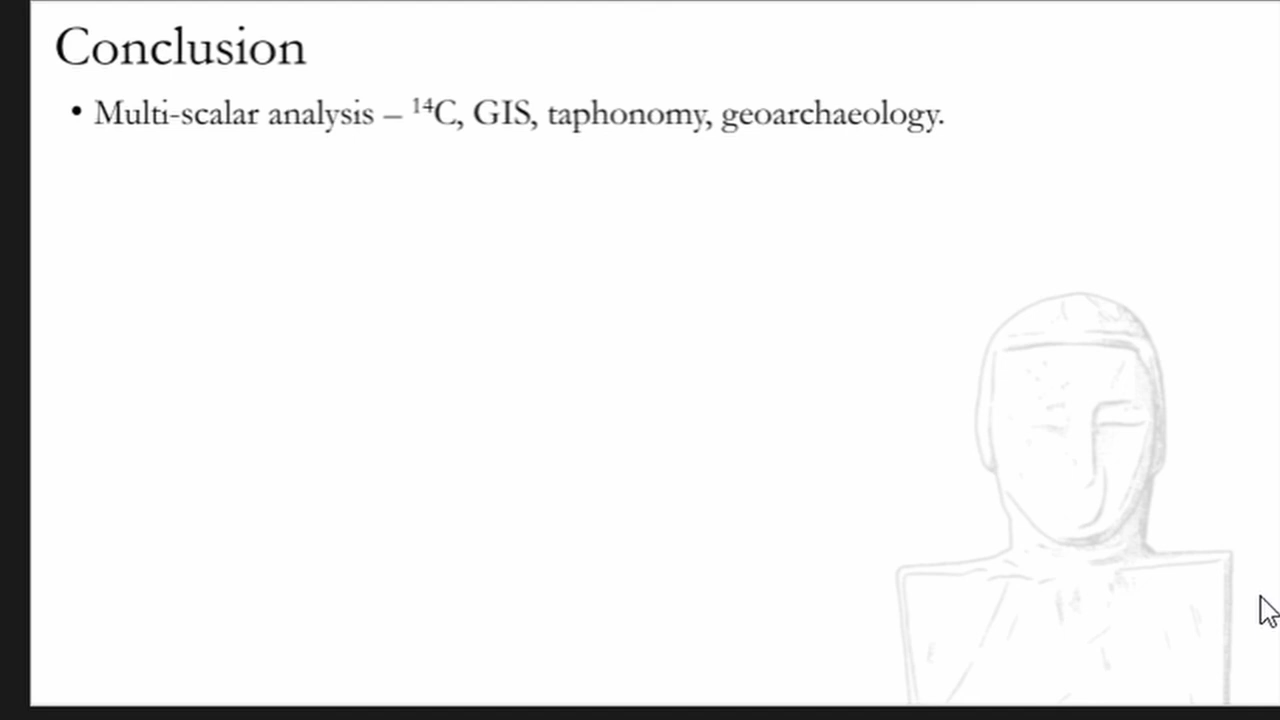 Conclusion
• Multi-scalar analysis – ¹⁴C, GIS, taphonomy, geoarchaeology.